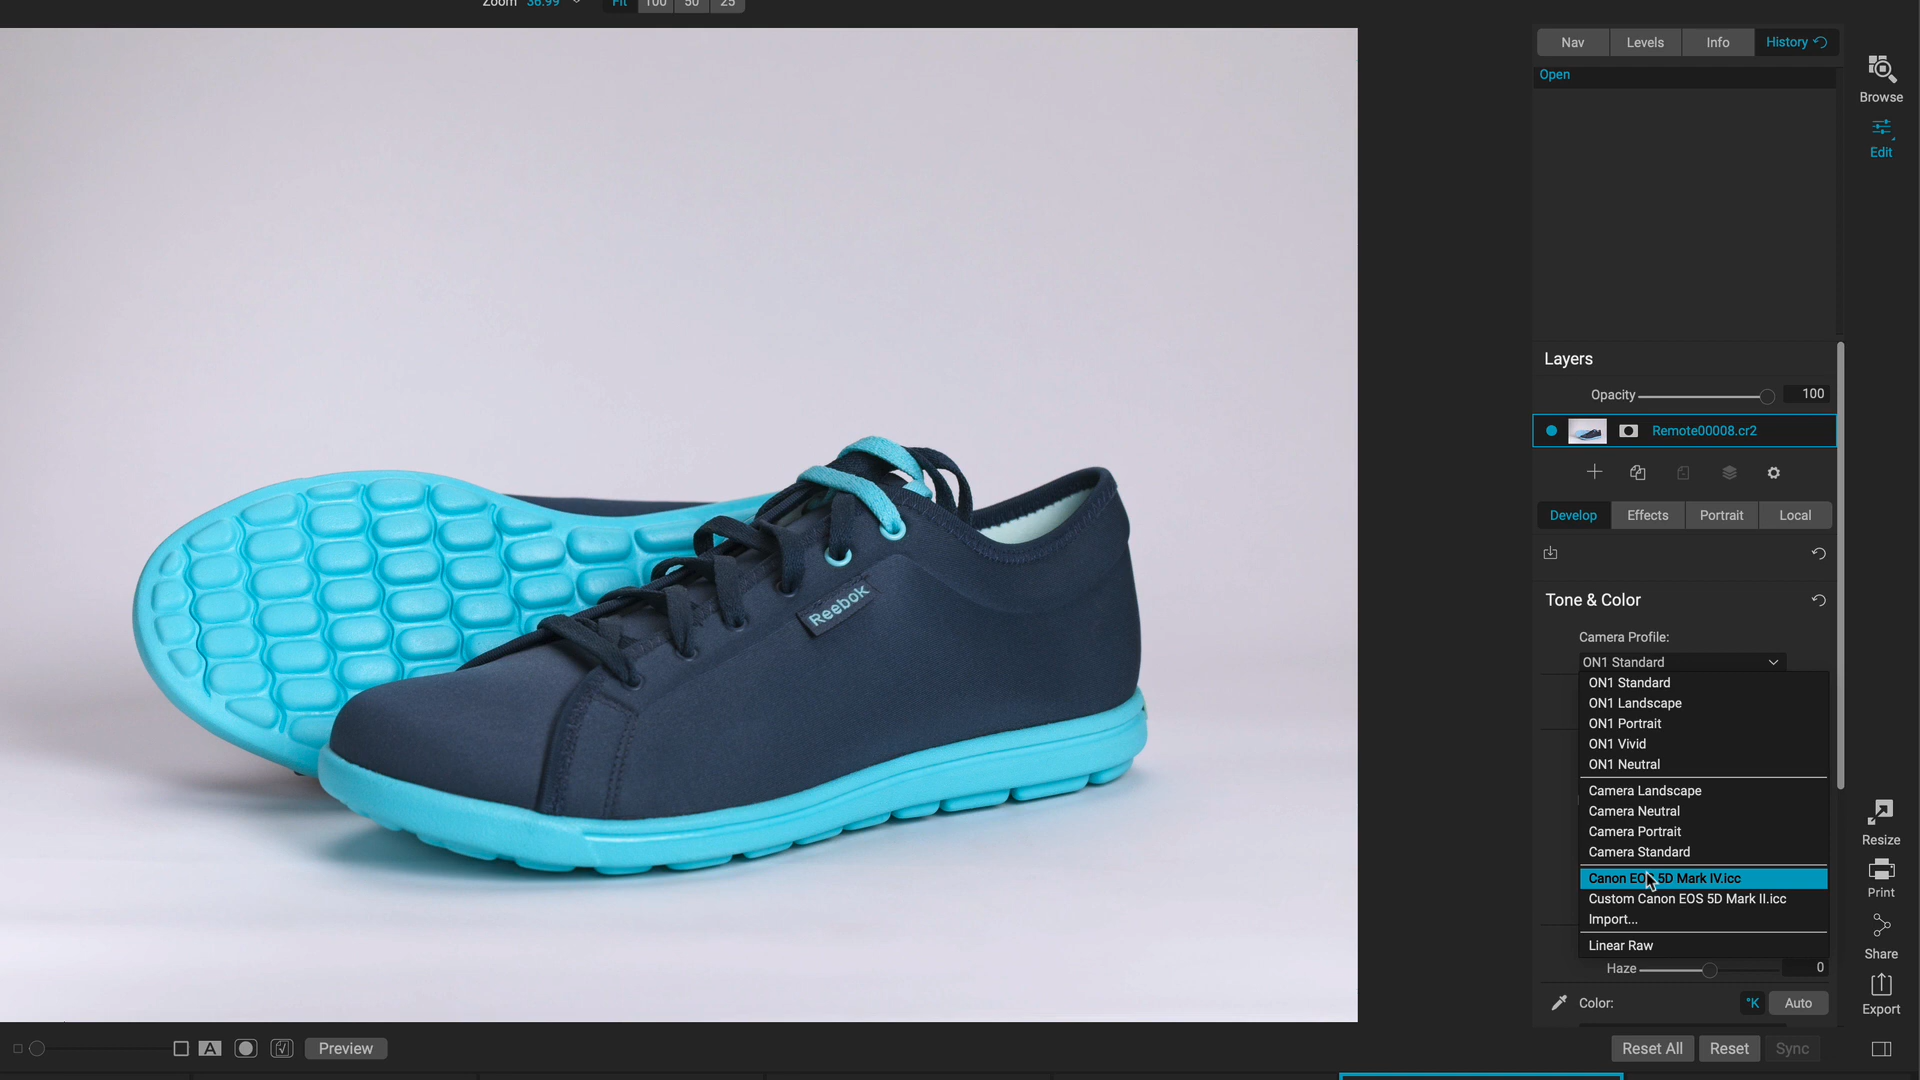 Zoom 36.99 Fit 100 50 25
Nav Levels Info History
Open
Browse
Edit
Layers
Opacity 100
Remote00008.cr2
Develop Effects Portrait Local
Tone & Color
Camera Profile:
ON1 Standard
ON1 Standard
ON1 Landscape
ON1 Portrait
ON1 Vivid
ON1 Neutral
Camera Landscape
Camera Neutral
Camera Portrait
Camera Standard
Canon EOS 5D Mark IV.icc
Custom Canon EOS 5D Mark II.icc
Import...
Linear Raw
Haze 0
Color: °K Auto
Resize
Print
Share
Export
Reebok
A Preview
Reset All Reset Sync